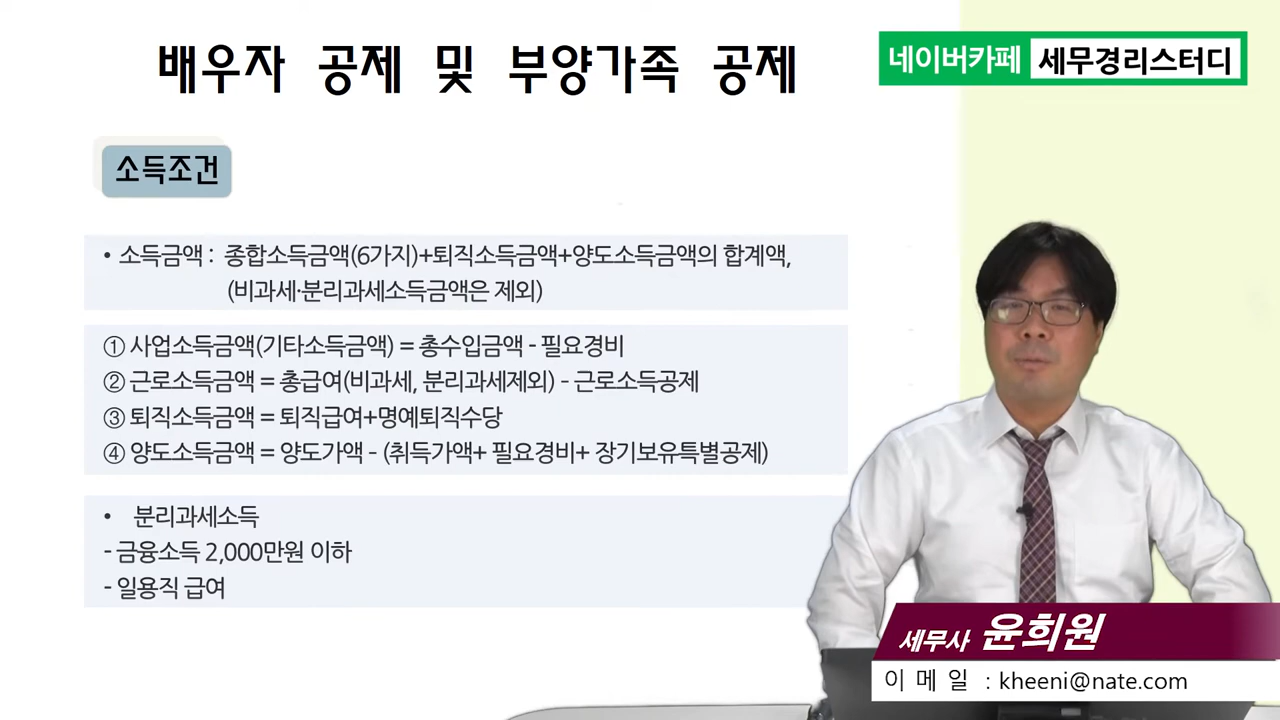 배우자 공제 및 부양가족 공제
네이버카페 세무경리스터디
소득조건
• 소득금액 : 종합소득금액(6가지)+퇴직소득금액+양도소득금액의 합계액,
(비과세·분리과세소득금액은 제외)
① 사업소득금액(기타소득금액) = 총수입금액 - 필요경비
② 근로소득금액 = 총급여(비과세, 분리과세제외) - 근로소득공제
③ 퇴직소득금액 = 퇴직급여+명예퇴직수당
④ 양도소득금액 = 양도가액 - (취득가액+ 필요경비+ 장기보유특별공제)
• 분리과세소득
- 금융소득 2,000만원 이하
- 일용직 급여
세무사 윤희원
이 메 일 : kheeni@nate.com